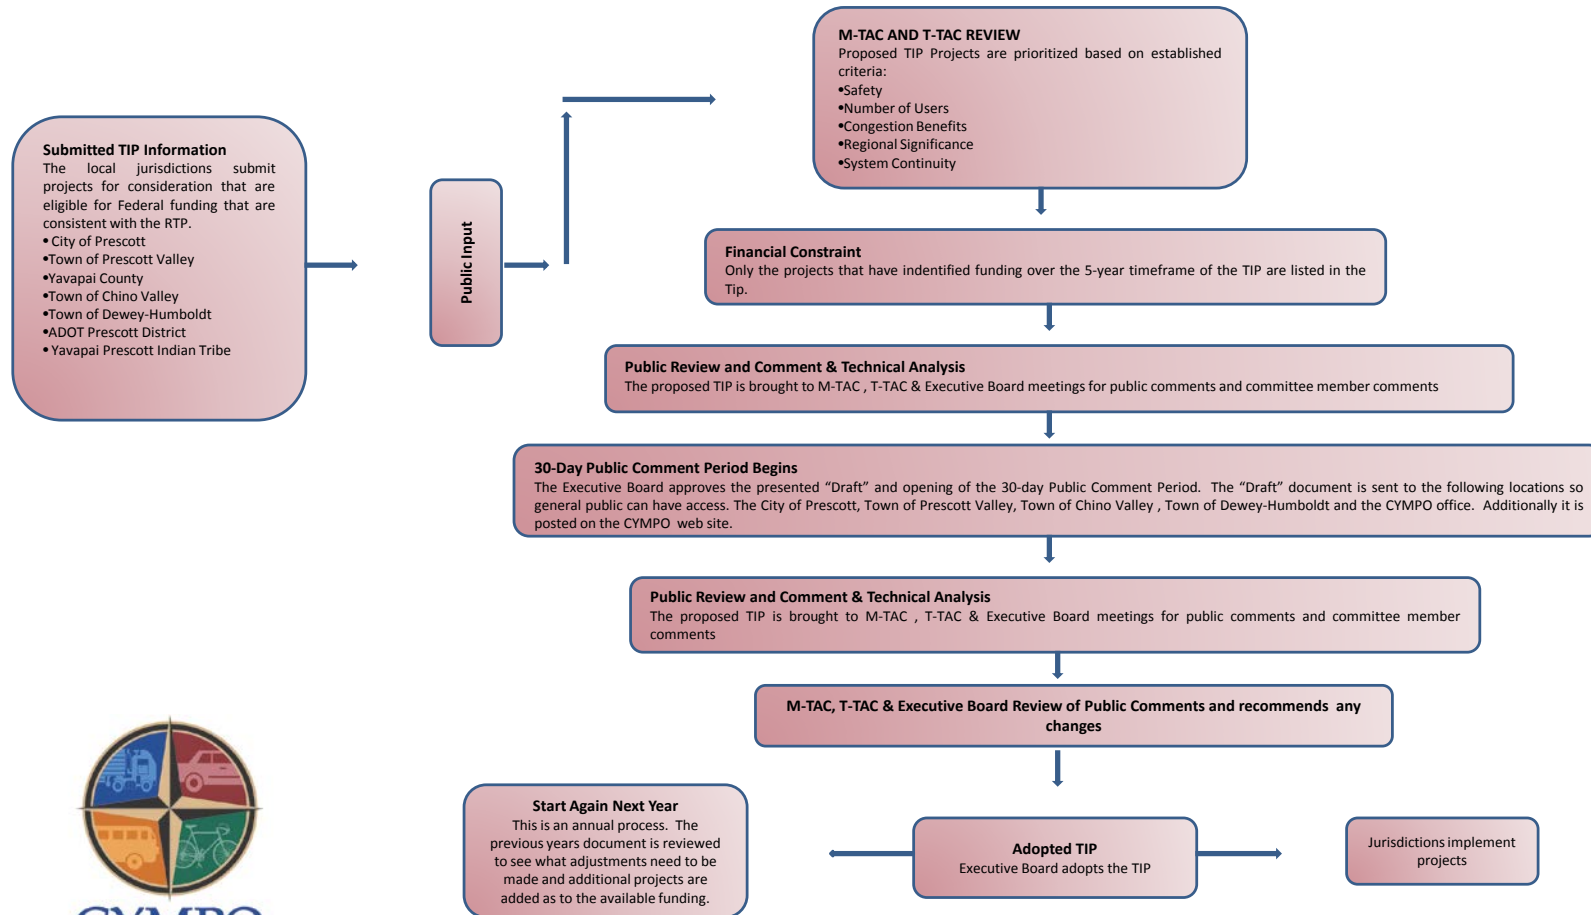 Submitted TIP Information
The local jurisdictions submit
projects for consideration that are
eligible for Federal funding that are
consistent with the RTP.
• City of Prescott
•Town of Prescott Valley
•Yavapai County
•Town of Chino Valley
•Town of Dewey-Humboldt
•ADOT Prescott District
• Yavapai Prescott Indian Tribe
Public Input
M-TAC AND T-TAC REVIEW
Proposed TIP Projects are prioritized based on established
criteria:
•Safety
•Number of Users
•Congestion Benefits
•Regional Significance
•System Continuity
Financial Constraint
Only the projects that have indentified funding over the 5-year timeframe of the TIP are listed in the
Tip.
Public Review and Comment & Technical Analysis
The proposed TIP is brought to M-TAC , T-TAC & Executive Board meetings for public comments and committee member comments
30-Day Public Comment Period Begins
The Executive Board approves the presented “Draft” and opening of the 30-day Public Comment Period. The “Draft” document is sent to the following locations so
general public can have access. The City of Prescott, Town of Prescott Valley, Town of Chino Valley , Town of Dewey-Humboldt and the CYMPO office. Additionally it is
posted on the CYMPO web site.
Public Review and Comment & Technical Analysis
The proposed TIP is brought to M-TAC , T-TAC & Executive Board meetings for public comments and committee member
comments
M-TAC, T-TAC & Executive Board Review of Public Comments and recommends any
changes
Adopted TIP
Executive Board adopts the TIP
Jurisdictions implement
projects
Start Again Next Year
This is an annual process. The
previous years document is reviewed
to see what adjustments need to be
made and additional projects are
added as to the available funding.
CYMPO